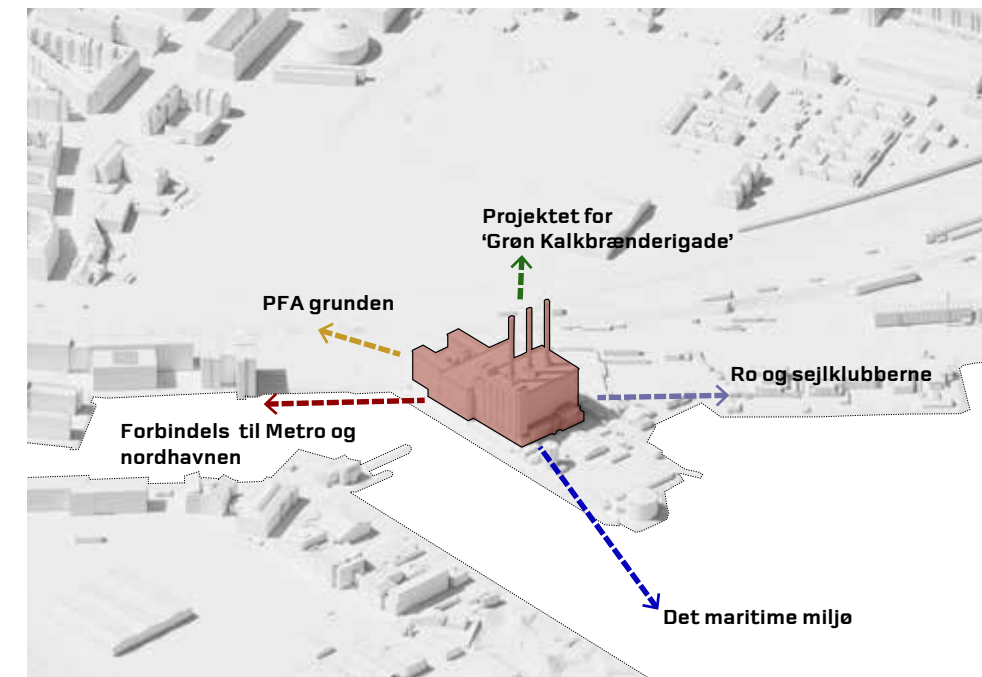 Projektet for
‘Grøn Kalkbrænderigade’
PFA grunden
Ro og sejlklubberne
Forbindels  til Metro og
nordhavnen
Det maritime miljø